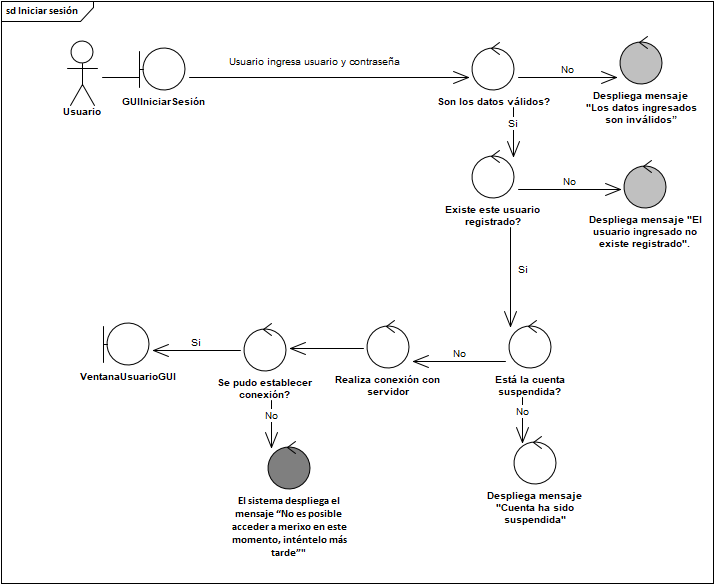 sd Iniciar sesión
Usuario ingresa usuario y contraseña
No
Usuario
GUIIniciarSesión
Son los datos válidos?
Despliega mensaje
"Los datos ingresados
son inválidos”
Si
No
Existe este usuario
registrado?
Despliega mensaje "El
usuario ingresado no
existe registrado".
Si
Si
No
VentanaUsuarioGUI
Se pudo establecer
conexión?
Realiza conexión con
servidor
Está la cuenta
suspendida?
No
No
El sistema despliega el
mensaje “No es posible
acceder a merixo en este
momento, inténtelo más
tarde”"
Despliega mensaje
"Cuenta ha sido
suspendida"